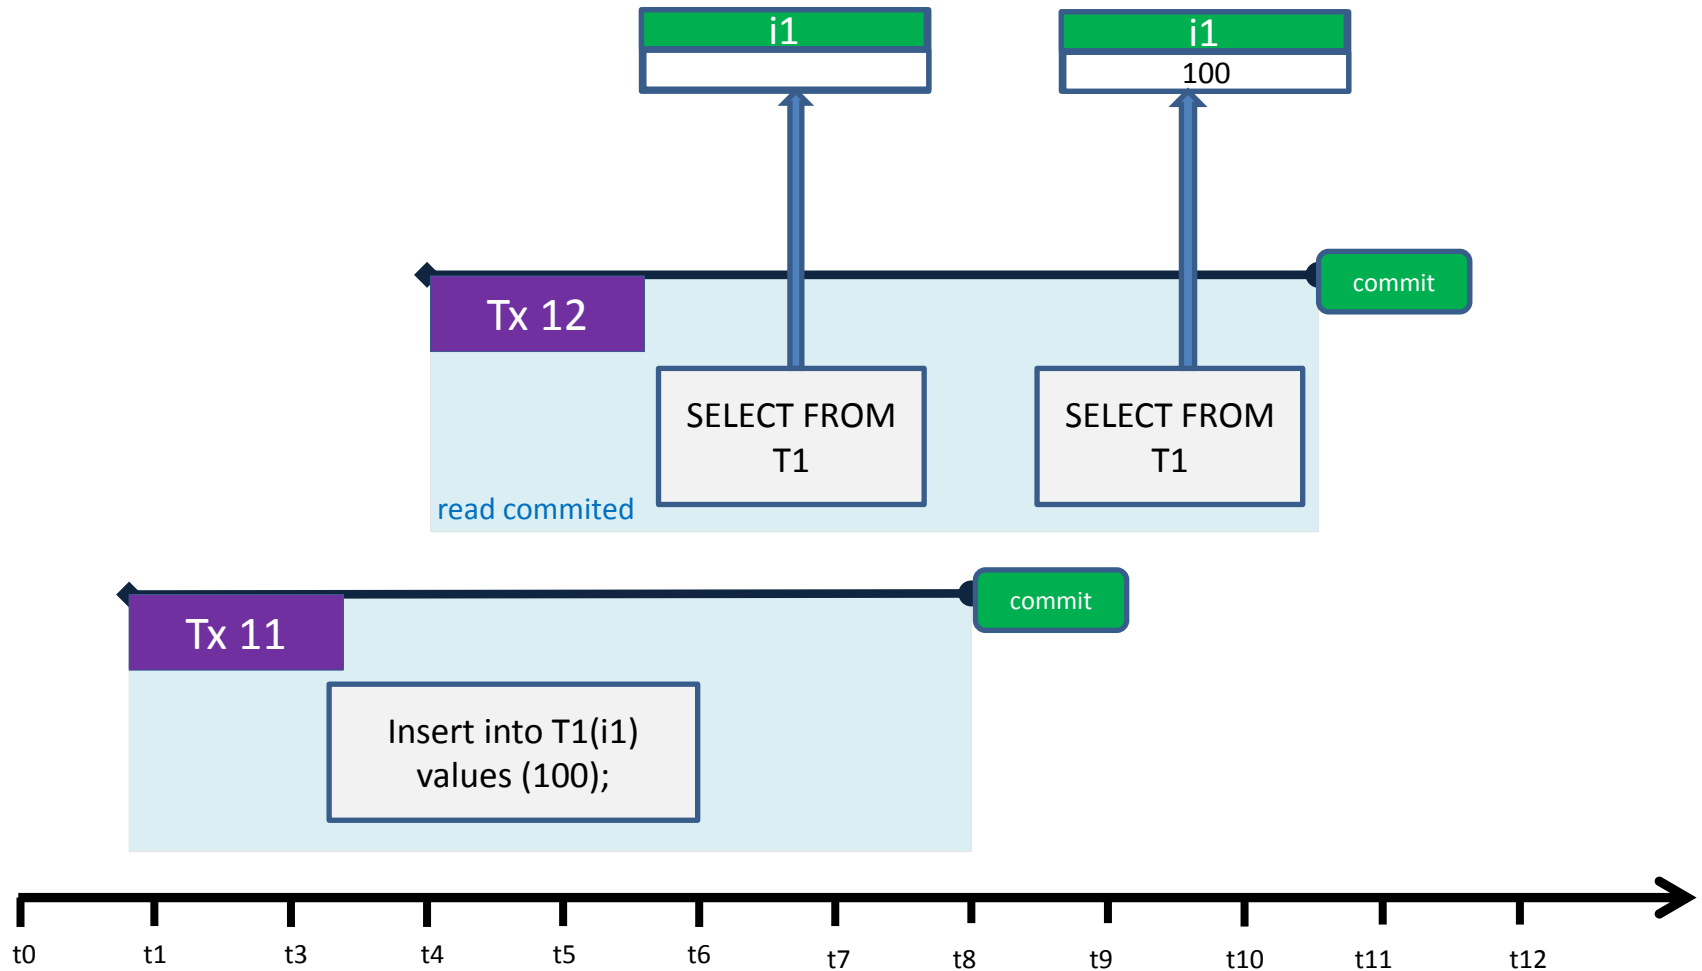 i1
i1
100
Tx 12
commit
SELECT FROM
T1
SELECT FROM
T1
read commited
Tx 11
commit
Insert into T1(i1)
values (100);
t0
t1
t3
t4
t5
t6
t7
t8
t9
t10
t11
t12